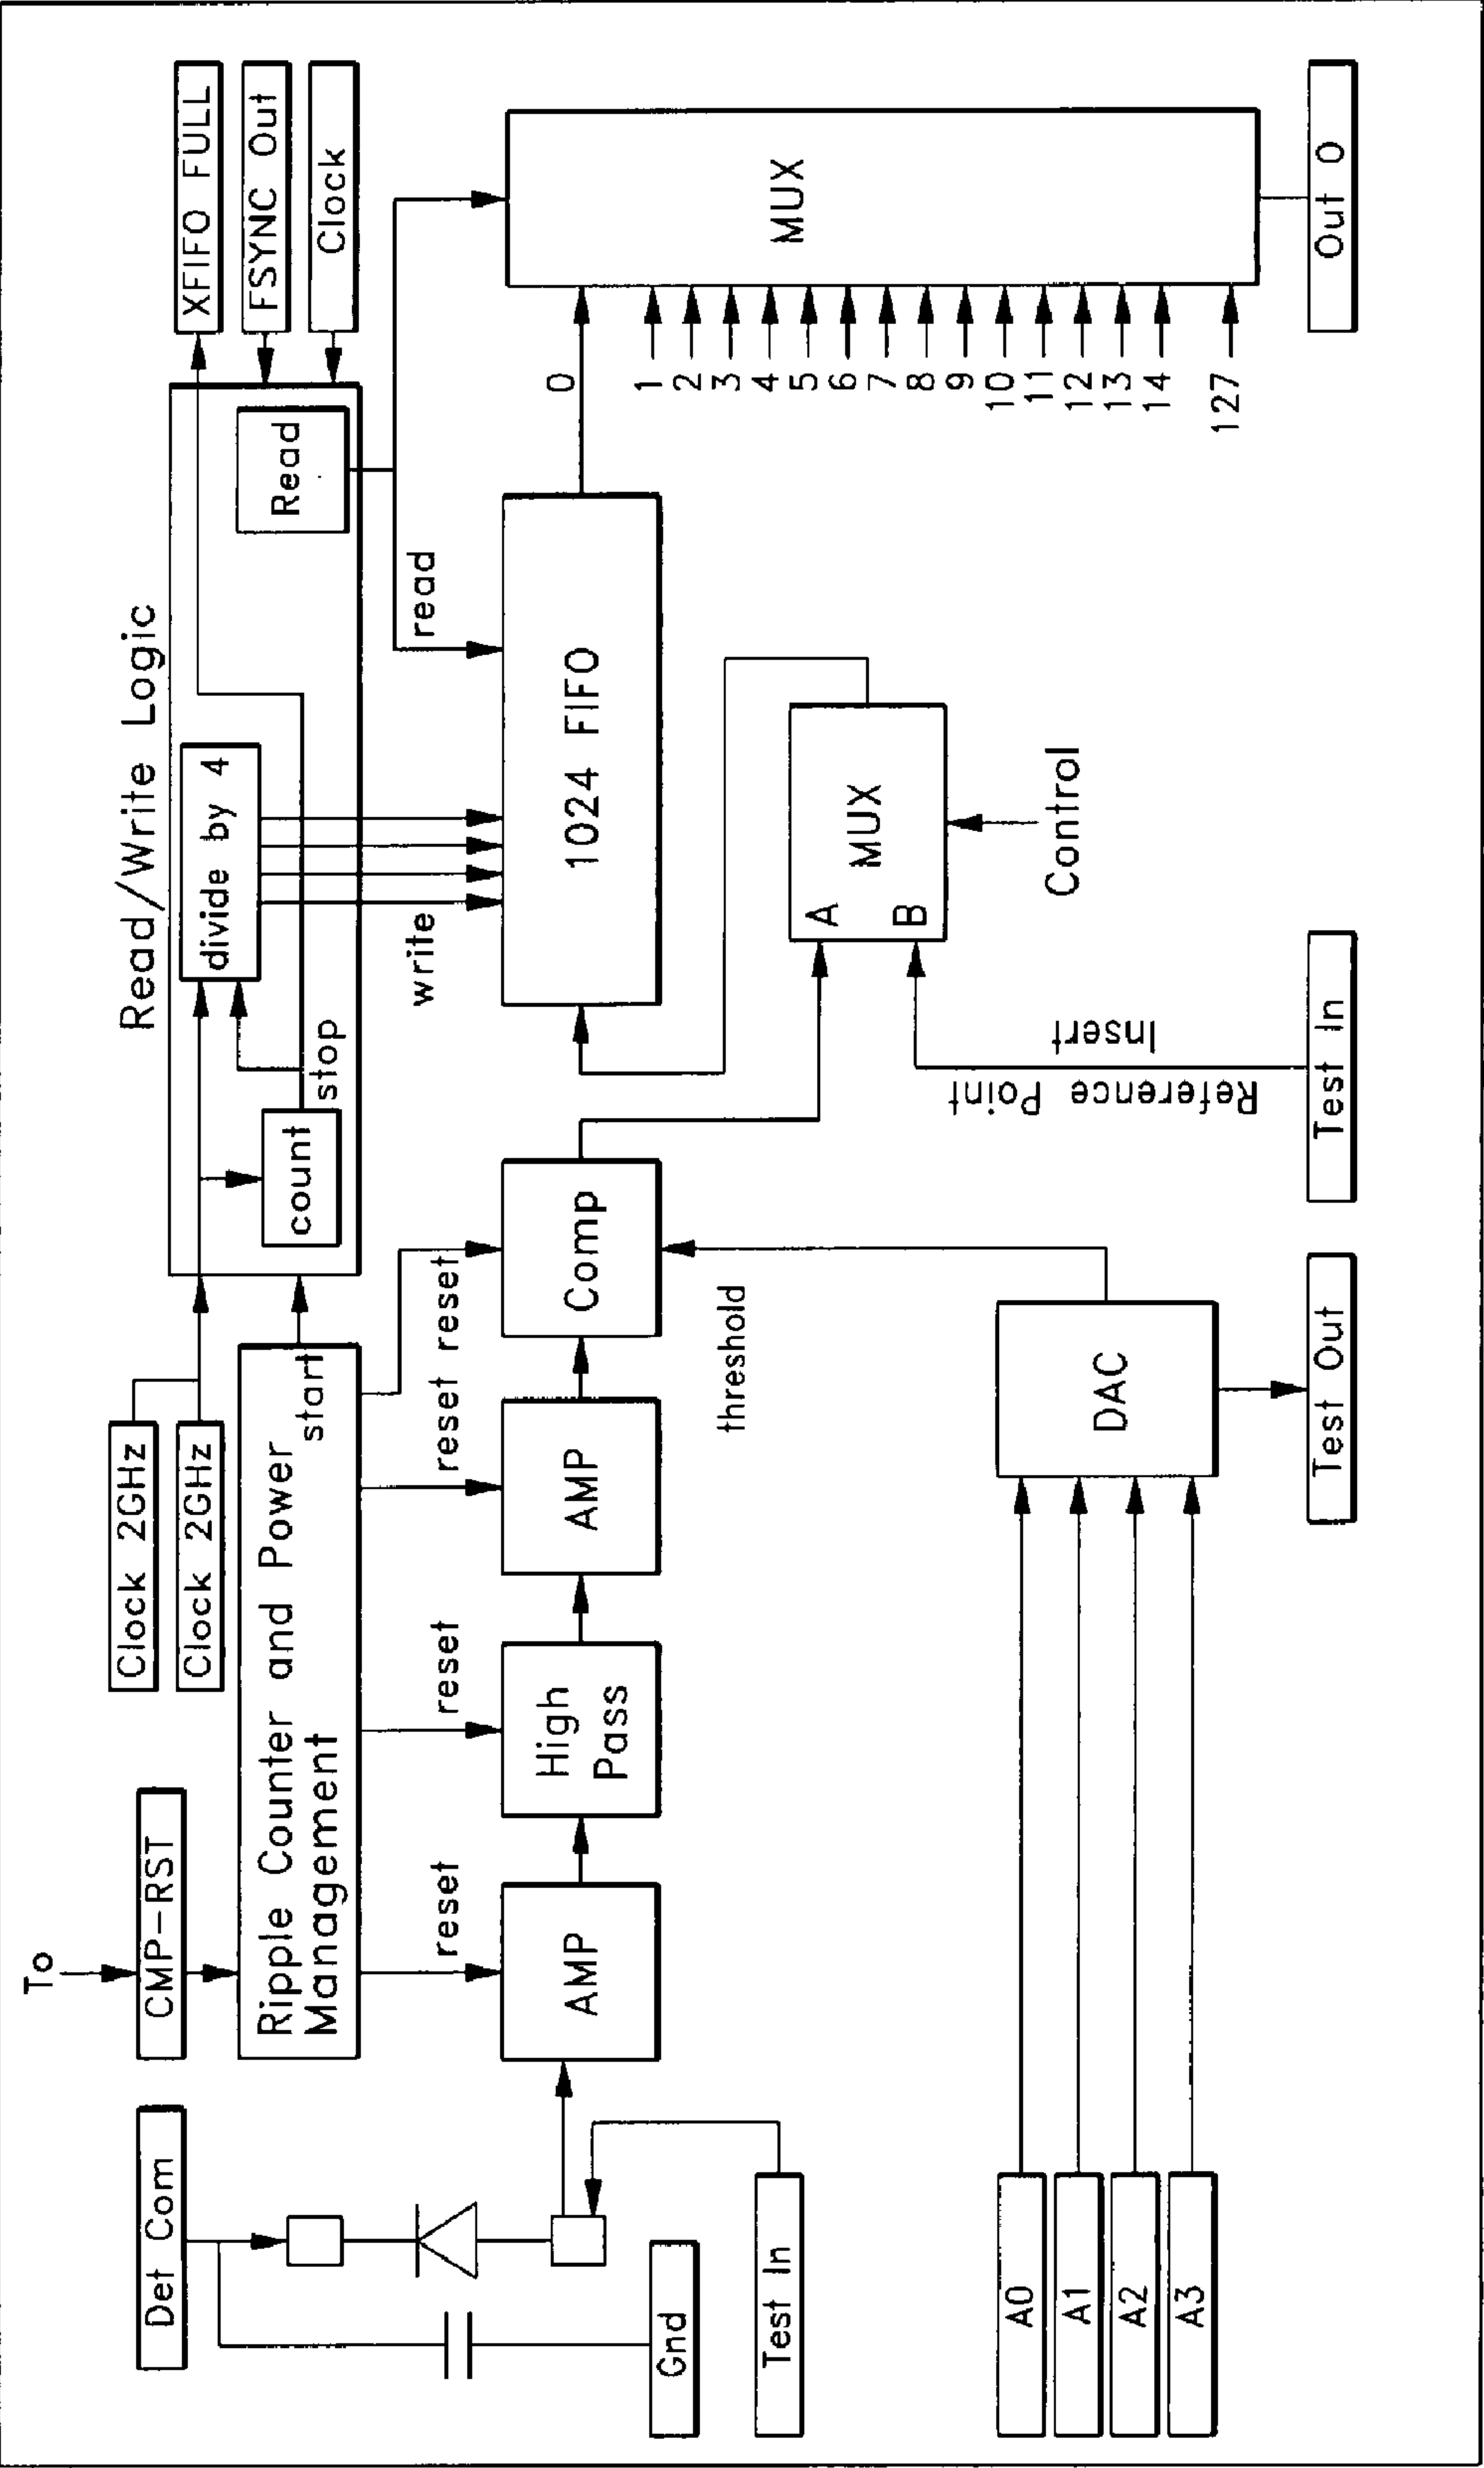 To
Det Com
CMP-RST
Clock 2GHz
Clock 2GHz
Read/Write Logic
XFIFO FULL
FSYNC Out
Clock
Ripple Counter and Power
Management
start
count
stop
divide by 4
Read
reset
reset
reset
reset
write
read
AMP
High
Pass
AMP
Comp
1024 FIFO
0
1
2
3
4
5
6
7
8
9
10
11
12
13
14
127
MUX
Gnd
Test In
threshold
A
B
MUX
Control
Reference Point
Insert
A0
A1
A2
A3
DAC
Test Out
Test In
Out 0